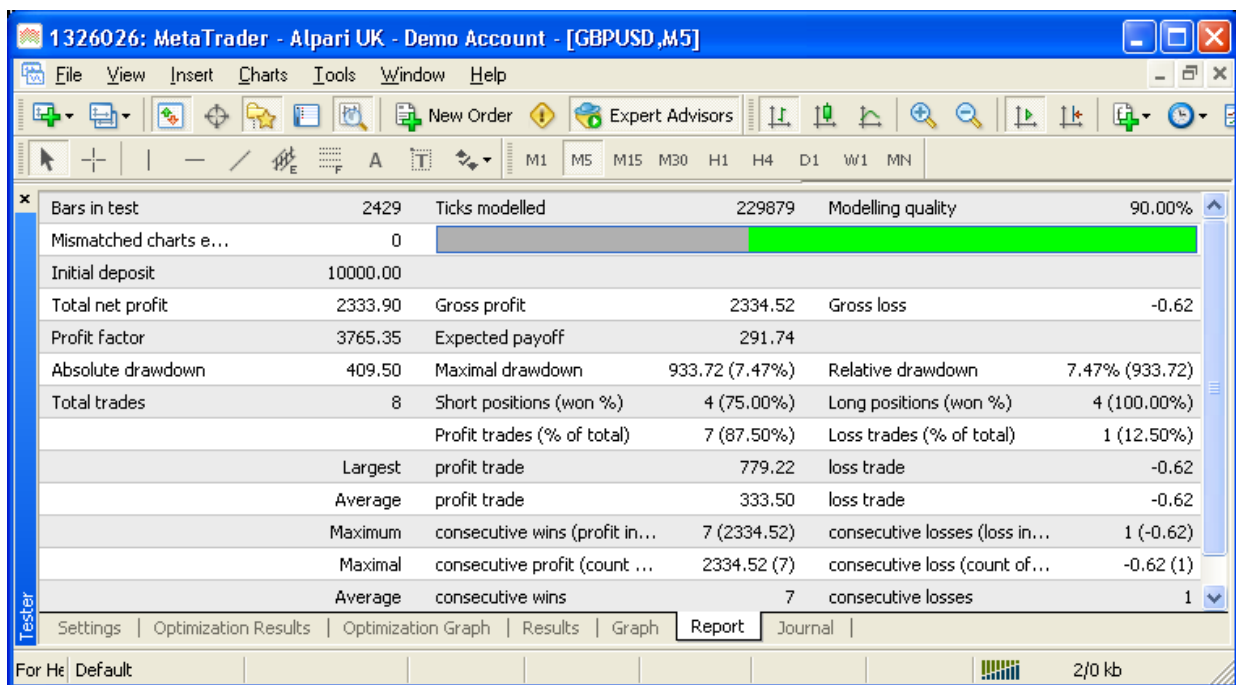 1326026: MetaTrader - Alpari UK - Demo Account - [GBPUSD,M5]
File View Insert Charts Tools Window Help
New Order Expert Advisors
E F A T M1 M5 M15 M30 H1 H4 D1 W1 MN
Bars in test 2429 Ticks modelled 229879 Modelling quality 90.00%
Mismatched charts e... 0
Initial deposit 10000.00
Total net profit 2333.90 Gross profit 2334.52 Gross loss -0.62
Profit factor 3765.35 Expected payoff 291.74
Absolute drawdown 409.50 Maximal drawdown 933.72 (7.47%) Relative drawdown 7.47% (933.72)
Total trades 8 Short positions (won %) 4 (75.00%) Long positions (won %) 4 (100.00%)
Profit trades (% of total) 7 (87.50%) Loss trades (% of total) 1 (12.50%)
Largest profit trade 779.22 loss trade -0.62
Average profit trade 333.50 loss trade -0.62
Maximum consecutive wins (profit in... 7 (2334.52) consecutive losses (loss in... 1 (-0.62)
Maximal consecutive profit (count ... 2334.52 (7) consecutive loss (count of... -0.62 (1)
Average consecutive wins 7 consecutive losses 1
Tester
Settings | Optimization Results | Optimization Graph | Results | Graph | Report Journal |
For He Default 2/0 kb